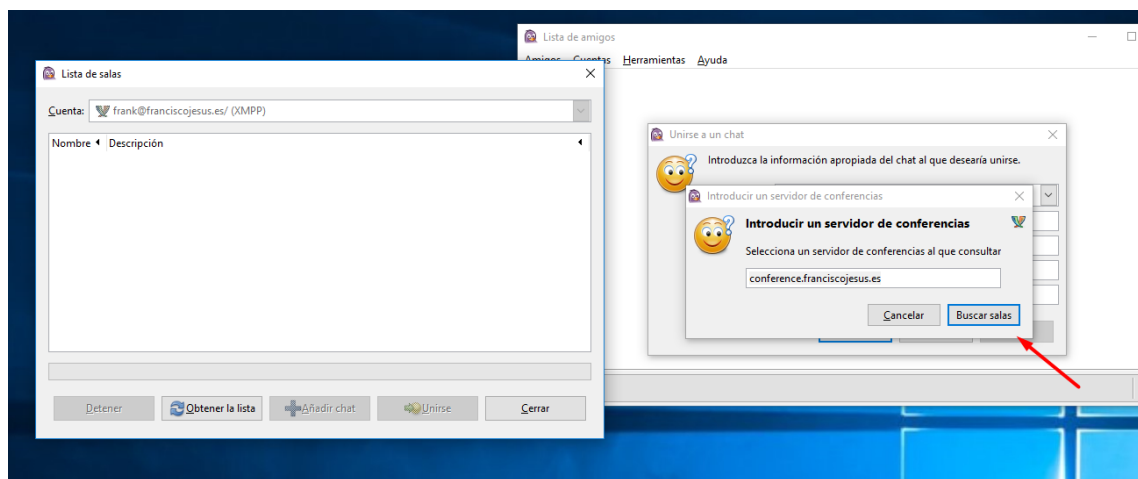 Lista de amigos
Amigos Cuentas Herramientas Ayuda
Lista de salas
Cuenta: frank@franciscojesus.es/ (XMPP)
Nombre Descripción
Detener Obtener la lista Añadir chat Unirse Cerrar
Unirse a un chat
Introduzca la información apropiada del chat al que desearía unirse.
Introducir un servidor de conferencias
Introducir un servidor de conferencias
Selecciona un servidor de conferencias al que consultar
conference.franciscojesus.es
Cancelar Buscar salas